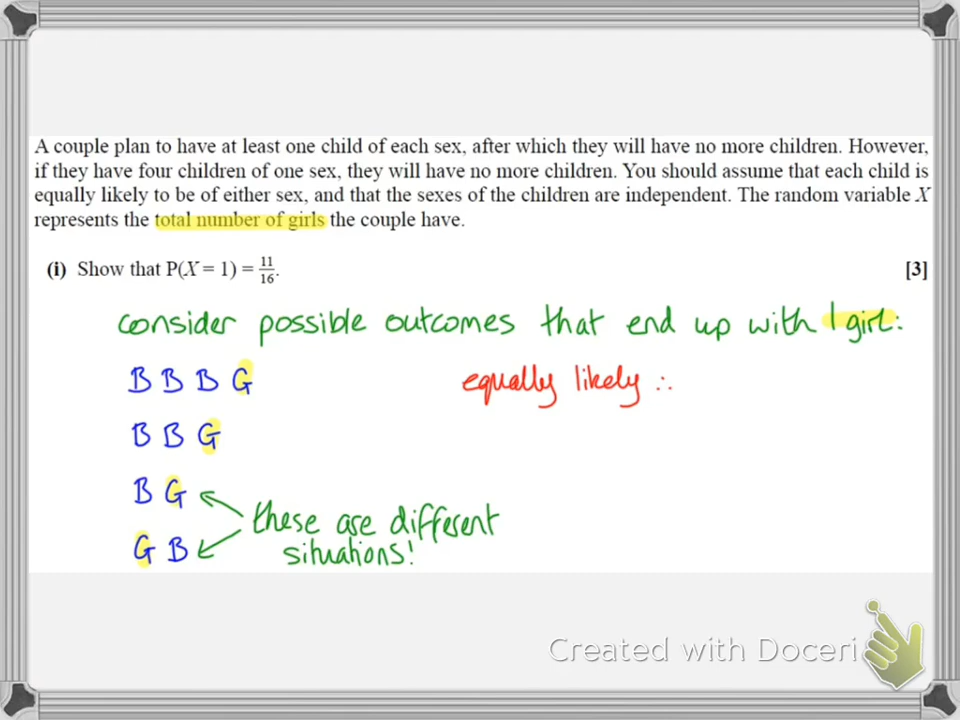 A couple plan to have at least one child of each sex, after which they will have no more children. However,
if they have four children of one sex, they will have no more children. You should assume that each child is
equally likely to be of either sex, and that the sexes of the children are independent. The random variable X
represents the total number of girls the couple have.
(i) Show that P(X = 1) = 11/16. [3]
consider possible outcomes that end up with 1 girl:
B B B G
equally likely ∴
B B G
B G
these are different
situations!
G B
Created with Doceri